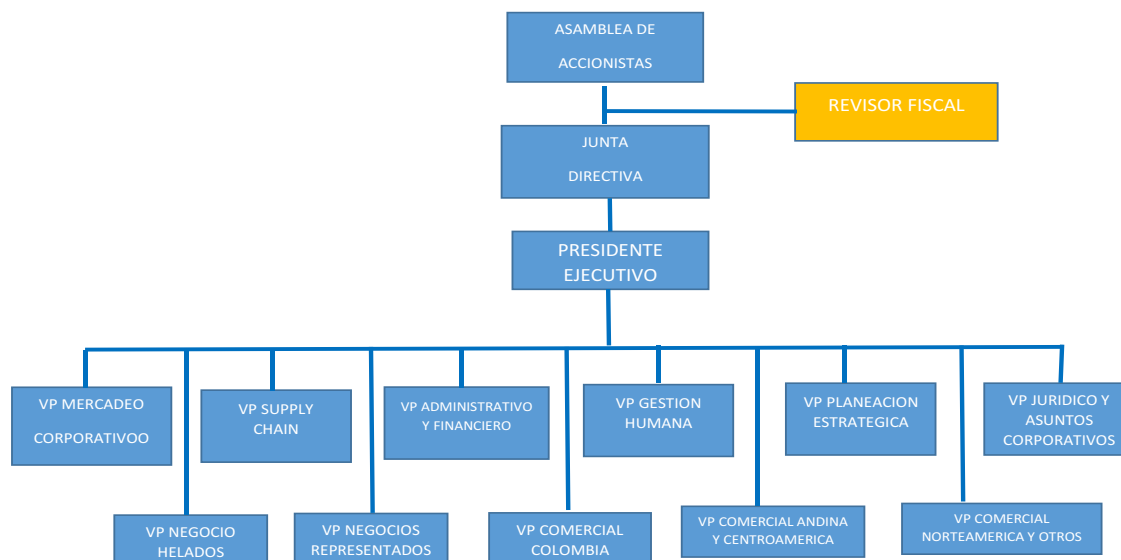 ASAMBLEA DE
ACCIONISTAS
REVISOR FISCAL
JUNTA
DIRECTIVA
PRESIDENTE
EJECUTIVO
VP MERCADEO
CORPORATIVOO
VP SUPPLY
CHAIN
VP ADMINISTRATIVO
Y FINANCIERO
VP GESTION
HUMANA
VP PLANEACION
ESTRATEGICA
VP JURIDICO Y
ASUNTOS
CORPORATIVOS
VP NEGOCIO
HELADOS
VP NEGOCIOS
REPRESENTADOS
VP COMERCIAL
COLOMBIA
VP COMERCIAL ANDINA
Y CENTROAMERICA
VP COMERCIAL
NORTEAMERICA Y OTROS